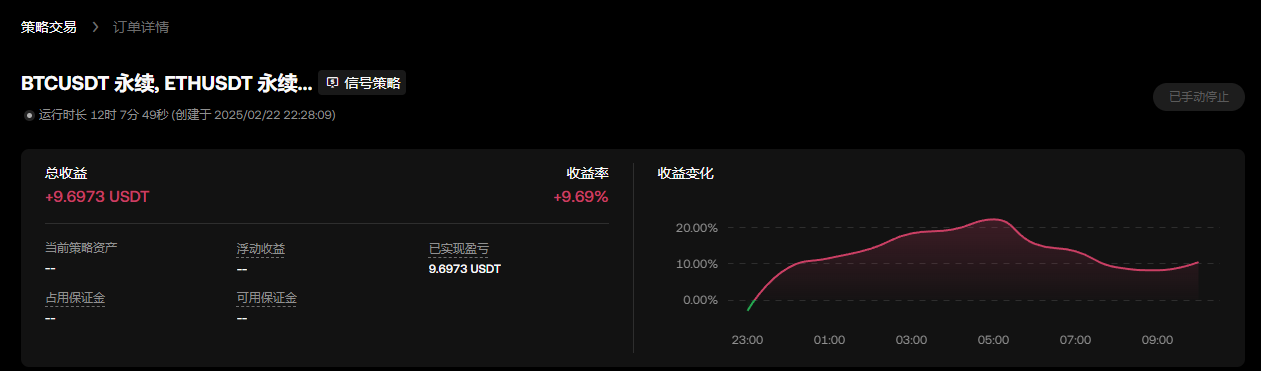 策略交易 > 订单详情
BTCUSDT 永续, ETHUSDT 永续... 信号策略
运行时长 12时 7分 49秒 (创建于 2025/02/22 22:28:09)
已手动停止
总收益 收益率
+9.6973 USDT +9.69%
当前策略资产 浮动收益 已实现盈亏
-- -- 9.6973 USDT
占用保证金 可用保证金
-- --
收益变化
20.00%
10.00%
0.00%
23:00 01:00 03:00 05:00 07:00 09:00